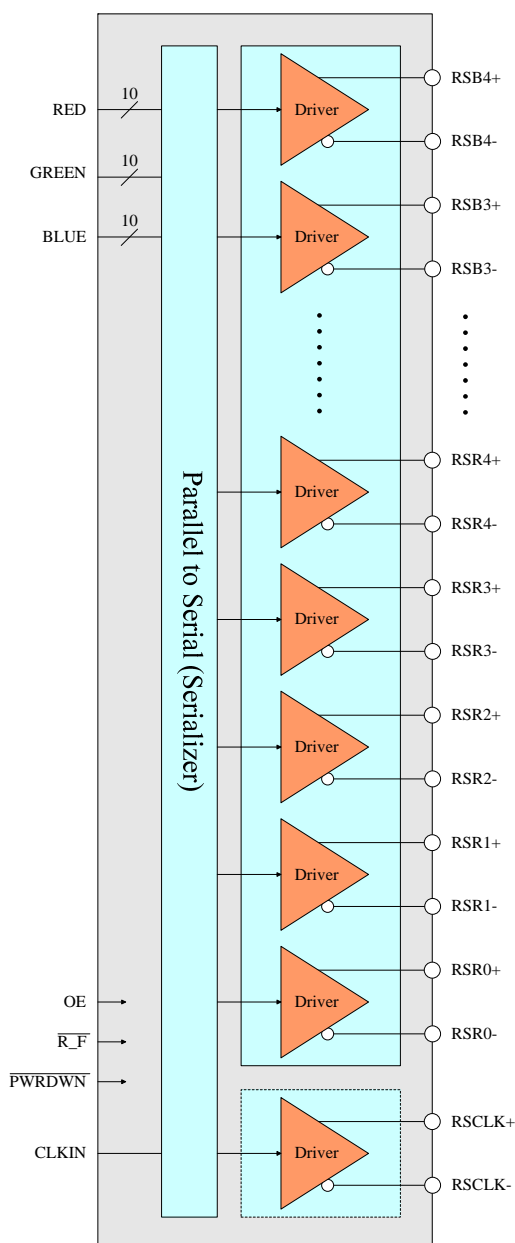 RED
10
GREEN
10
BLUE
10
Parallel to Serial (Serializer)
OE
R_F
PWRDWN
CLKIN
Driver
RSB4+
RSB4-
Driver
RSB3+
RSB3-
Driver
RSR4+
RSR4-
Driver
RSR3+
RSR3-
Driver
RSR2+
RSR2-
Driver
RSR1+
RSR1-
Driver
RSR0+
RSR0-
Driver
RSCLK+
RSCLK-